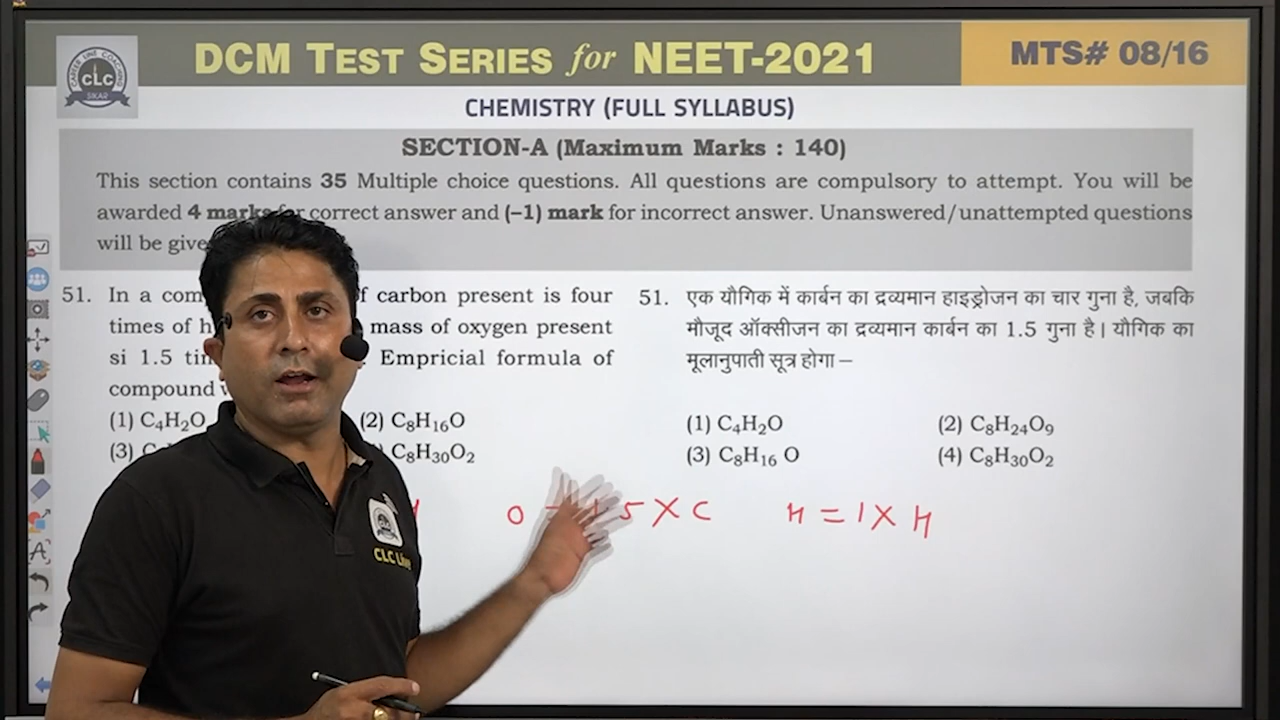 DCM TEST SERIES for NEET-2021
MTS# 08/16
CLC
SIKAR
CHEMISTRY (FULL SYLLABUS)
SECTION-A (Maximum Marks : 140)
This section contains 35 Multiple choice questions. All questions are compulsory to attempt. You will be
awarded 4 marks for correct answer and (–1) mark for incorrect answer. Unanswered/unattempted questions
will be give
51. In a com f carbon present is four
times of h mass of oxygen present
si 1.5 tim Empricial formula of
compound
(1) C₄H₂O (2) C₈H₁₆O
(3) C C₈H₃₀O₂
51. एक यौगिक में कार्बन का द्रव्यमान हाइड्रोजन का चार गुना है, जबकि
मौजूद ऑक्सीजन का द्रव्यमान कार्बन का 1.5 गुना है। यौगिक का
मूलानुपाती सूत्र होगा –
(1) C₄H₂O (2) C₈H₂₄O₉
(3) C₈H₁₆ O (4) C₈H₃₀O₂
O 1.5 X C H = 1 X H
CLC Live